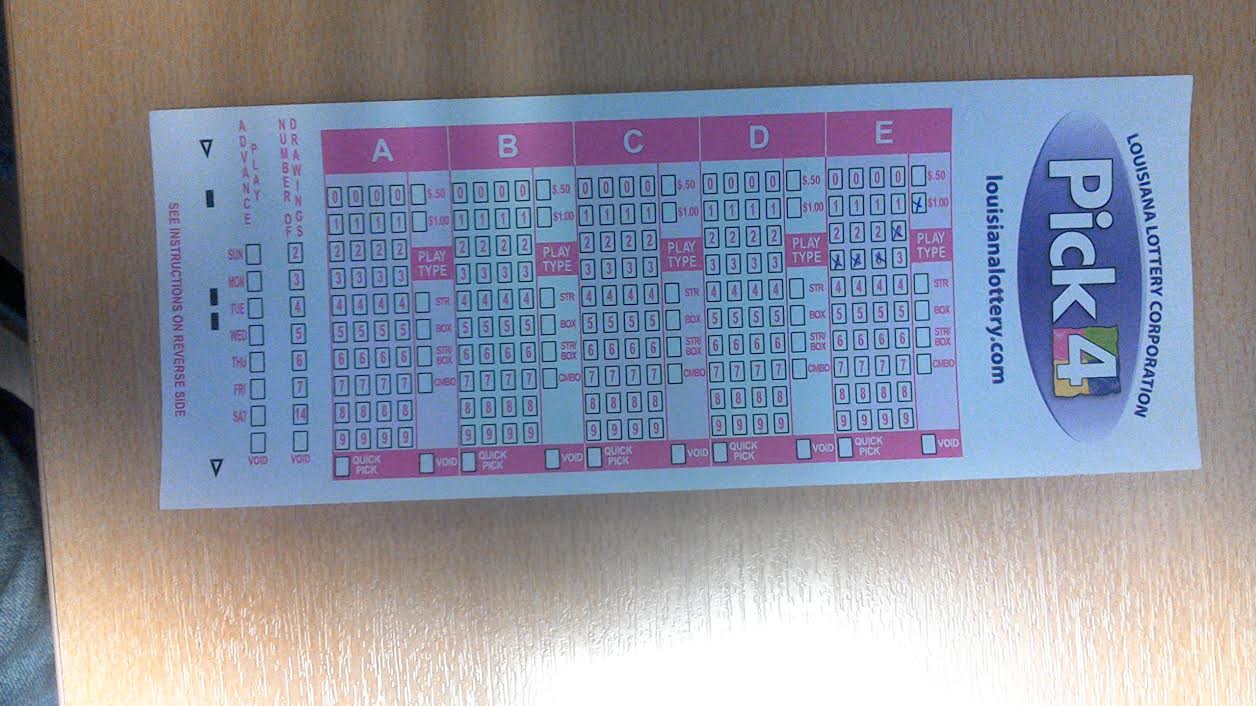 LOUISIANA LOTTERY CORPORATION
Pick 4
louisianalottery.com
A B C D E
0 0 0 0 $.50 0 0 0 0 $.50 0 0 0 0 $.50 0 0 0 0 $.50 0 0 0 0 $.50
1 1 1 1 $1.00 1 1 1 1 $1.00 1 1 1 1 $1.00 1 1 1 1 $1.00 1 1 1 1 X $1.00
2 2 2 2 PLAY 2 2 2 2 PLAY 2 2 2 2 PLAY 2 2 2 2 PLAY 2 2 2 X PLAY
3 3 3 3 TYPE 3 3 3 3 TYPE 3 3 3 3 TYPE 3 3 3 3 TYPE X X X 3 TYPE
4 4 4 4 STR 4 4 4 4 STR 4 4 4 4 STR 4 4 4 4 STR 4 4 4 4 STR
5 5 5 5 BOX 5 5 5 5 BOX 5 5 5 5 BOX 5 5 5 5 BOX 5 5 5 5 BOX
6 6 6 6 STR/BOX 6 6 6 6 STR/BOX 6 6 6 6 STR/BOX 6 6 6 6 STR/BOX 6 6 6 6 STR/BOX
7 7 7 7 CMBO 7 7 7 7 CMBO 7 7 7 7 CMBO 7 7 7 7 CMBO 7 7 7 7 CMBO
8 8 8 8 8 8 8 8 8 8 8 8 8 8 8 8 8 8 8 8
9 9 9 9 9 9 9 9 9 9 9 9 9 9 9 9 9 9 9 9
QUICK PICK VOID QUICK PICK VOID QUICK PICK VOID QUICK PICK VOID QUICK PICK VOID
NUMBER OF DRAWINGS
2 3 4 5 6 7 14 VOID
ADVANCE PLAY
SUN MON TUE WED THU FRI SAT VOID
SEE INSTRUCTIONS ON REVERSE SIDE